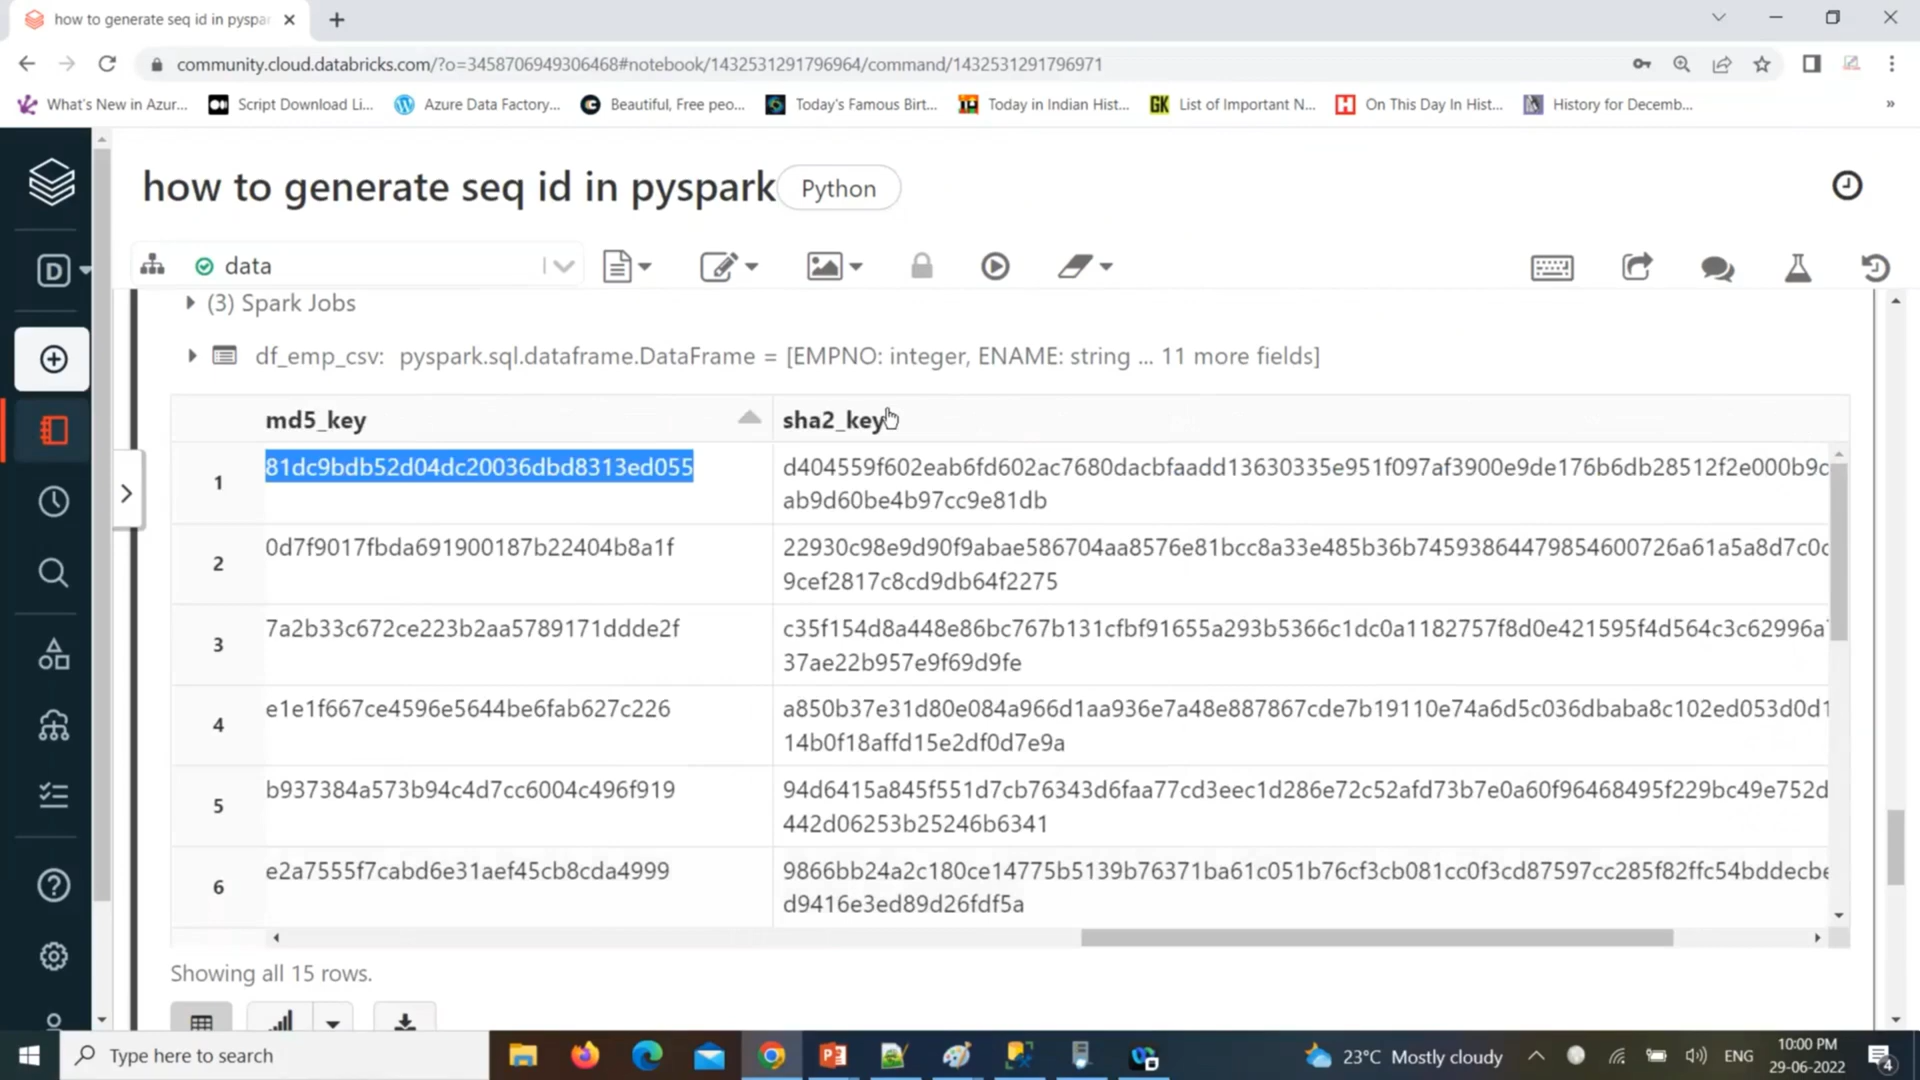 how to generate seq id in pyspar
community.cloud.databricks.com/?o=3458706949306468#notebook/1432531291796964/command/1432531291796971
What's New in Azur...
Script Download Li...
Azure Data Factory...
Beautiful, Free peo...
Today's Famous Birt...
TH
Today in Indian Hist...
GK
List of Important N...
H
On This Day In Hist...
History for Decemb...
»
how to generate seq id in pyspark
Python
D
data
(3) Spark Jobs
df_emp_csv: pyspark.sql.dataframe.DataFrame = [EMPNO: integer, ENAME: string ... 11 more fields]
md5_key
sha2_key
1
81dc9bdb52d04dc20036dbd8313ed055
d404559f602eab6fd602ac7680dacbfaadd13630335e951f097af3900e9de176b6db28512f2e000b9c
ab9d60be4b97cc9e81db
2
0d7f9017fbda691900187b22404b8a1f
22930c98e9d90f9abae586704aa8576e81bcc8a33e485b36b74593864479854600726a61a5a8d7c0c
9cef2817c8cd9db64f2275
3
7a2b33c672ce223b2aa5789171ddde2f
c35f154d8a448e86bc767b131cfbf91655a293b5366c1dc0a1182757f8d0e421595f4d564c3c62996a
37ae22b957e9f69d9fe
4
e1e1f667ce4596e5644be6fab627c226
a850b37e31d80e084a966d1aa936e7a48e887867cde7b19110e74a6d5c036dbaba8c102ed053d0d1
14b0f18affd15e2df0d7e9a
5
b937384a573b94c4d7cc6004c496f919
94d6415a845f551d7cb76343d6faa77cd3eec1d286e72c52afd73b7e0a60f96468495f229bc49e752d
442d06253b25246b6341
6
e2a7555f7cabd6e31aef45cb8cda4999
9866bb24a2c180ce14775b5139b76371ba61c051b76cf3cb081cc0f3cd87597cc285f82ffc54bddecbe
d9416e3ed89d26fdf5a
Showing all 15 rows.
Type here to search
23°C Mostly cloudy
ENG
10:00 PM
29-06-2022
4